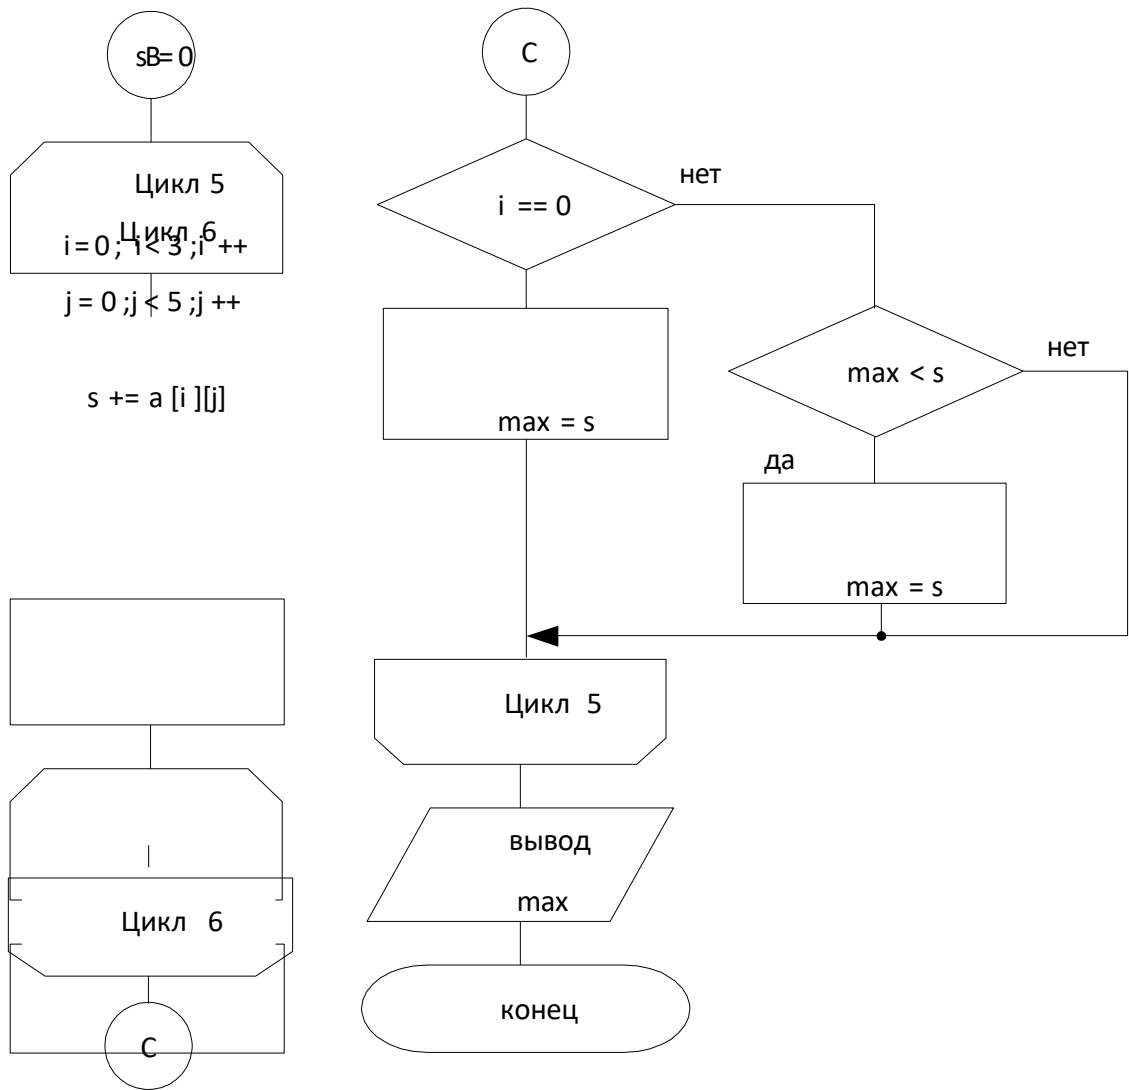 sB= 0
Цикл 5
Цикл 6
i = 0 ; i < 3 ;i ++
j = 0 ;j < 5 ;j ++
s += a [i ][j]
Цикл 6
C
C
i == 0
нет
max = s
max < s
нет
да
max = s
Цикл 5
вывод
max
конец